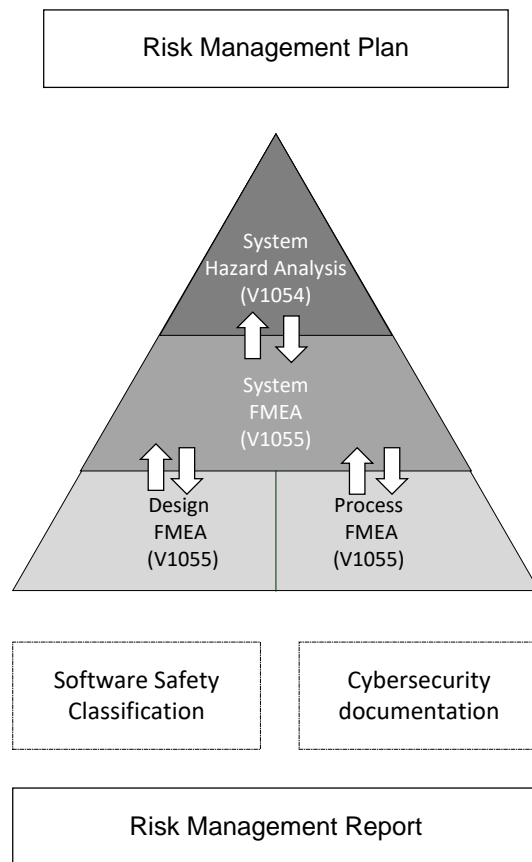 Risk Management Plan
System
Hazard Analysis
(V1054)
System
FMEA
(V1055)
Design
FMEA
(V1055)
Process
FMEA
(V1055)
Software Safety
Classification
Cybersecurity
documentation
Risk Management Report